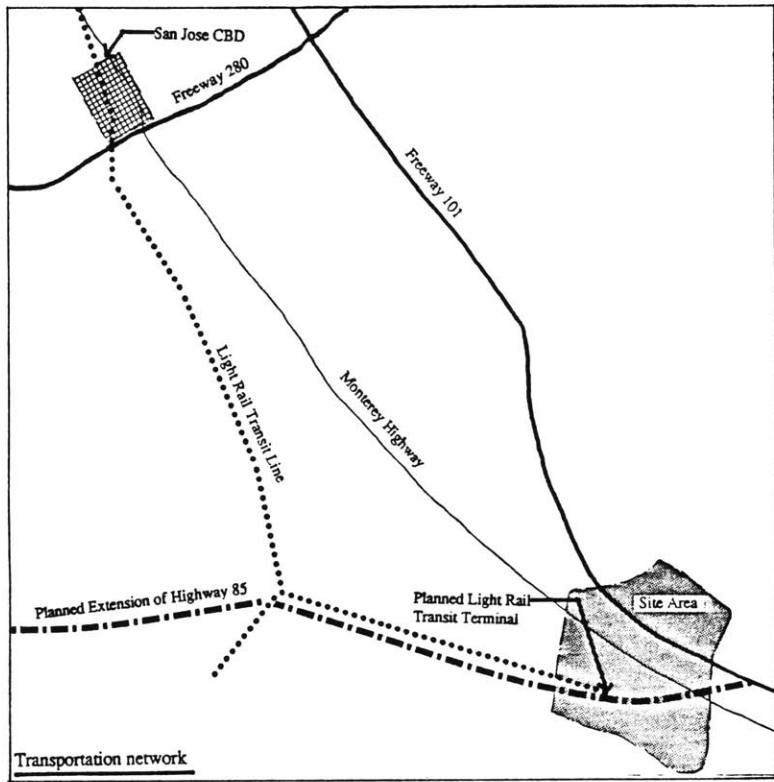 San Jose CBD
Freeway 280
Freeway 101
Light Rail Transit Line
Monterey Highway
Planned Extension of Highway 85
Planned Light Rail
Transit Terminal
Site Area
Transportation network